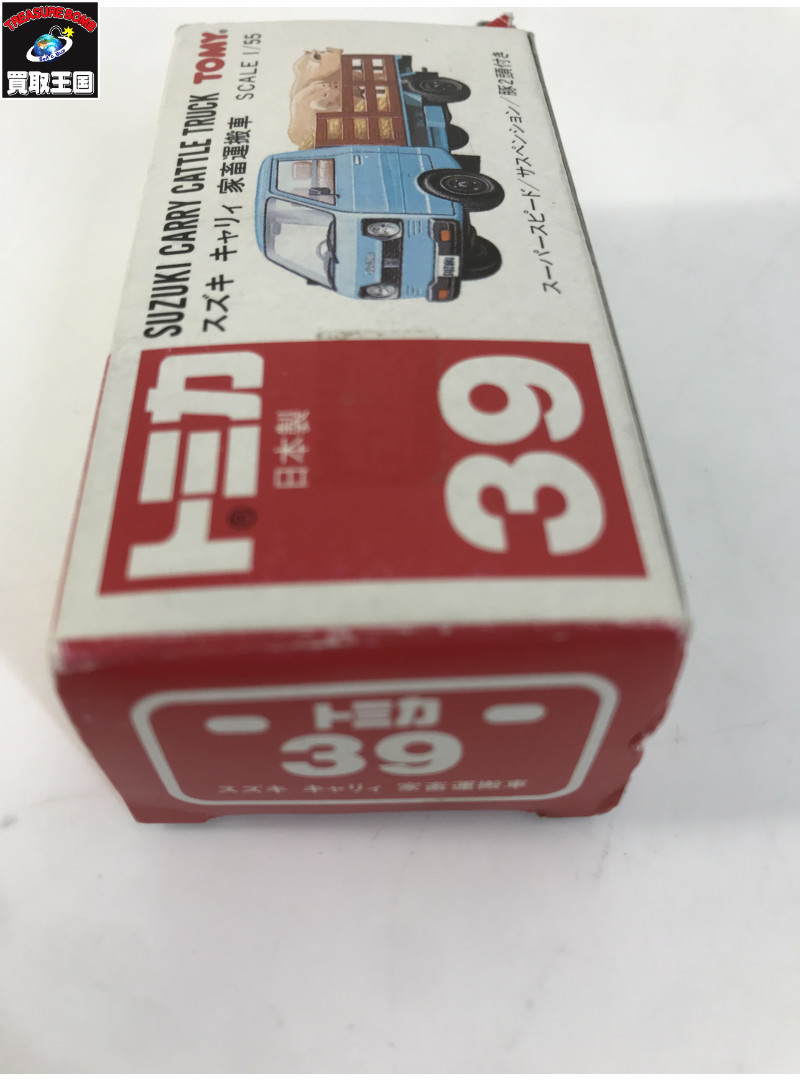 TREASURE BOMB
Let's Buy
買取王国
SUZUKI CARRY CATTLE TRUCK TOMY®
スズキ キャリィ 家畜運搬車 SCALE 1/55
スーパースピード/サスペンション/豚2頭付き
トミカ®
日本製
39
トミカ
39
スズキ キャリィ 家畜運搬車